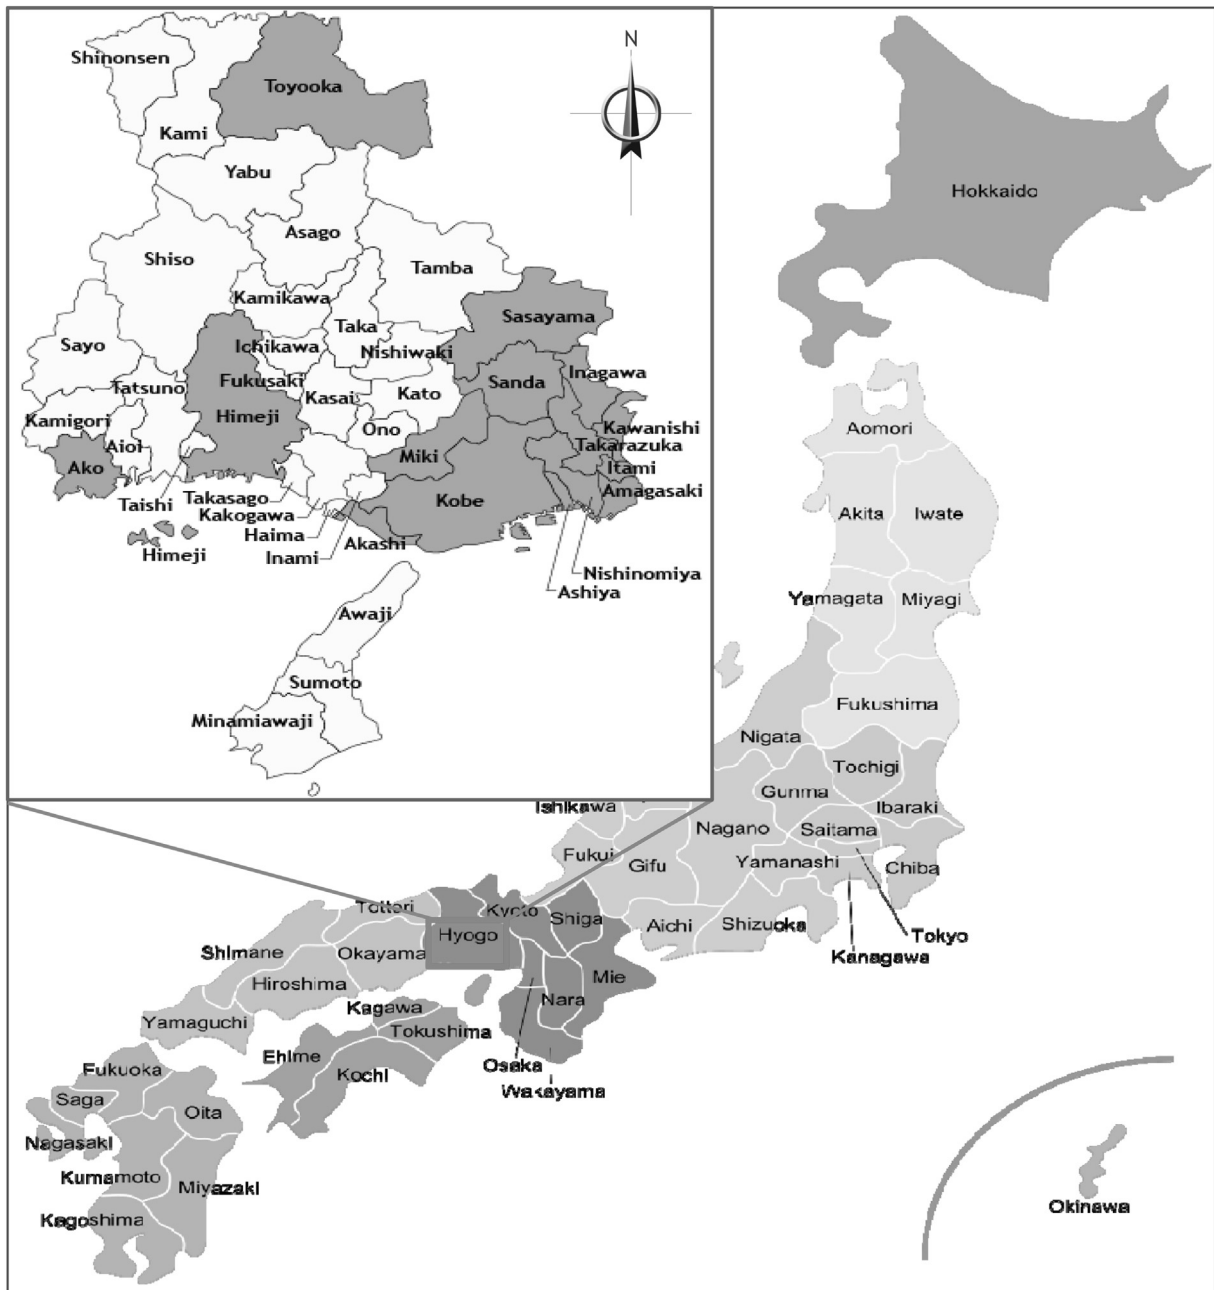 N
Shinonsen
Toyooka
Kami
Yabu
Asago
Shiso
Tamba
Kamikawa
Sasayama
Taka
Sayo
Ichikawa
Nishiwaki
Inagawa
Tatsuno
Fukusaki
Sanda
Kasai
Kato
Kamigori
Himeji
Aioi
Ono
Kawanishi
Takarazuka
Ako
Miki
Itami
Taishi
Takasago
Kobe
Amagasaki
Kakogawa
Haima
Akashi
Himeji
Inami
Nishinomiya
Ashiya
Awaji
Sumoto
Minamiawaji
Hokkaido
Aomori
Akita
Iwate
Yamagata
Miyagi
Fukushima
Nigata
Tochigi
Gunma
Ibaraki
Ishikawa
Nagano
Saitama
Fukui
Gifu
Yamanashi
Chiba
Tottori
Kyoto
Shiga
Aichi
Shizuoka
Tokyo
Hyogo
Kanagawa
Shimane
Okayama
Hiroshima
Mie
Nara
Kagawa
Yamaguchi
Tokushima
Ehime
Osaka
Kochi
Wakayama
Fukuoka
Saga
Oita
Nagasaki
Kumamoto
Miyazaki
Kagoshima
Okinawa